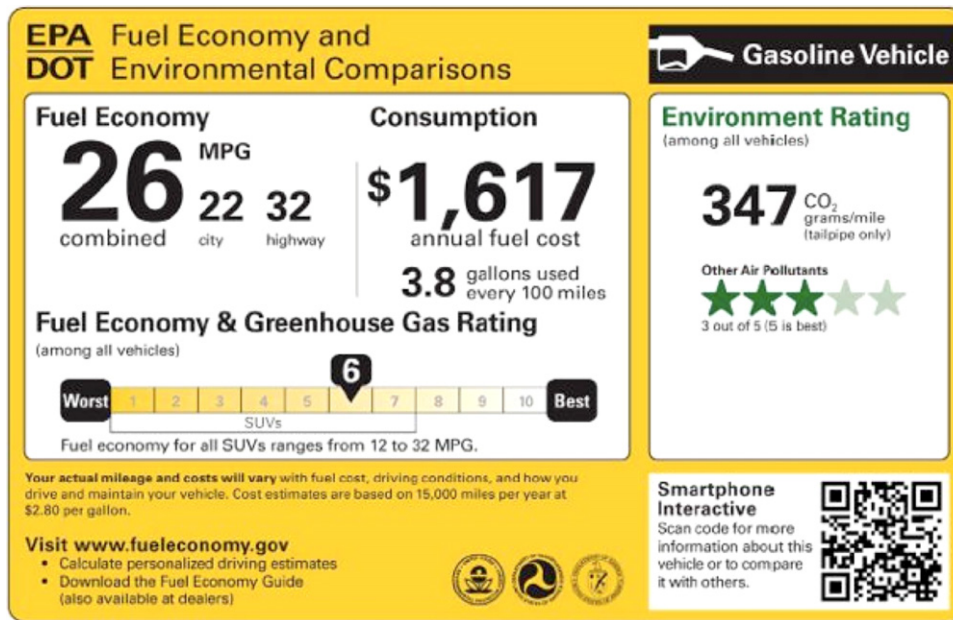 EPA
DOT
Fuel Economy and
Environmental Comparisons
Gasoline Vehicle
Fuel Economy
26
MPG
combined
22
city
32
highway
Consumption
$1,617
annual fuel cost
3.8 gallons used
every 100 miles
Fuel Economy & Greenhouse Gas Rating
(among all vehicles)
6
Worst 1 2 3 4 5 7 8 9 10 Best
SUVs
Fuel economy for all SUVs ranges from 12 to 32 MPG.
Environment Rating
(among all vehicles)
347 CO2
grams/mile
(tailpipe only)
Other Air Pollutants
3 out of 5 (5 is best)
Your actual mileage and costs will vary with fuel cost, driving conditions, and how you
drive and maintain your vehicle. Cost estimates are based on 15,000 miles per year at
$2.80 per gallon.
Visit www.fueleconomy.gov
• Calculate personalized driving estimates
• Download the Fuel Economy Guide
(also available at dealers)
Smartphone
Interactive
Scan code for more
information about this
vehicle or to compare
it with others.